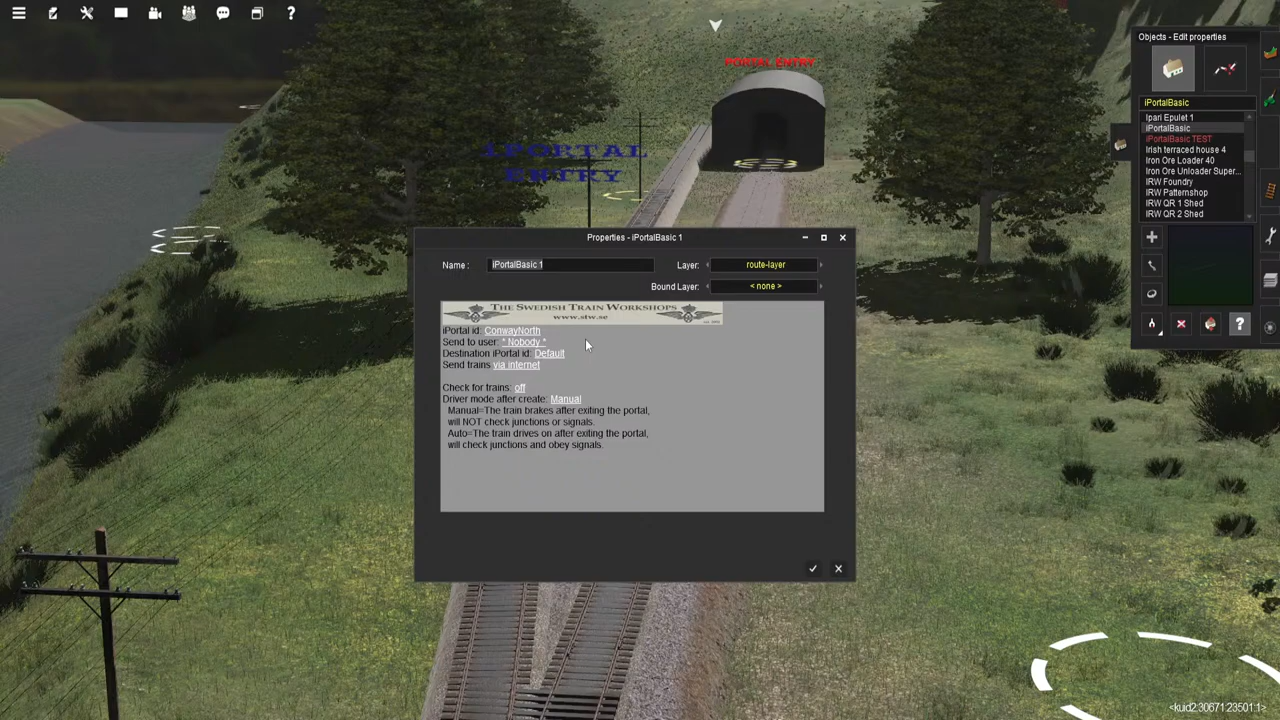 PORTAL ENTRY
iPORTAL
ENTRY
Objects - Edit properties
iPortalBasic
Ipari Epulet 1
iPortalBasic
iPortalBasic TEST
Irish terraced house 4
Iron Ore Loader 40
Iron Ore Unloader Super...
IRW Foundry
IRW Patternshop
IRW QR 1 Shed
IRW QR 2 Shed
Properties - iPortalBasic 1
Name : iPortalBasic 1 Layer: route-layer
Bound Layer: < none >
THE SWEDISH TRAIN WORKSHOPS
www.stw.se
iPortal id: ConwayNorth
Send to user: * Nobody *
Destination iPortal id: Default
Send trains via internet
Check for trains: off
Driver mode after create: Manual
Manual=The train brakes after exiting the portal,
will NOT check junctions or signals.
Auto=The train drives on after exiting the portal,
will check junctions and obey signals.
<kuid2:30671:23501:1>